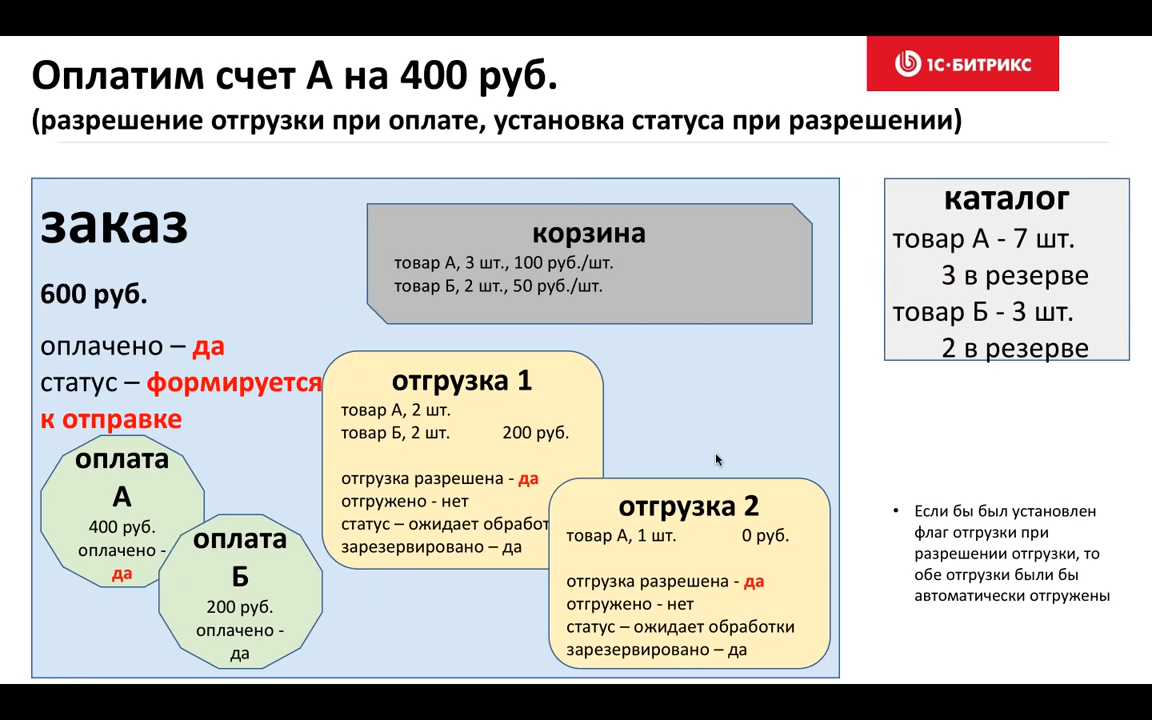 Оплатим счет А на 400 руб.
(разрешение отгрузки при оплате, установка статуса при разрешении)
1С·БИТРИКС
заказ
600 руб.
оплачено – да
статус – формируется
к отправке
корзина
товар А, 3 шт., 100 руб./шт.
товар Б, 2 шт., 50 руб./шт.
каталог
товар А - 7 шт.
3 в резерве
товар Б - 3 шт.
2 в резерве
отгрузка 1
товар А, 2 шт.
товар Б, 2 шт. 200 руб.
отгрузка разрешена - да
отгружено - нет
статус – ожидает обработ
зарезервировано – да
отгрузка 2
товар А, 1 шт. 0 руб.
отгрузка разрешена - да
отгружено - нет
статус – ожидает обработки
зарезервировано – да
оплата
А
400 руб.
оплачено -
да
оплата
Б
200 руб.
оплачено -
да
• Если бы был установлен
флаг отгрузки при
разрешении отгрузки, то
обе отгрузки были бы
автоматически отгружены